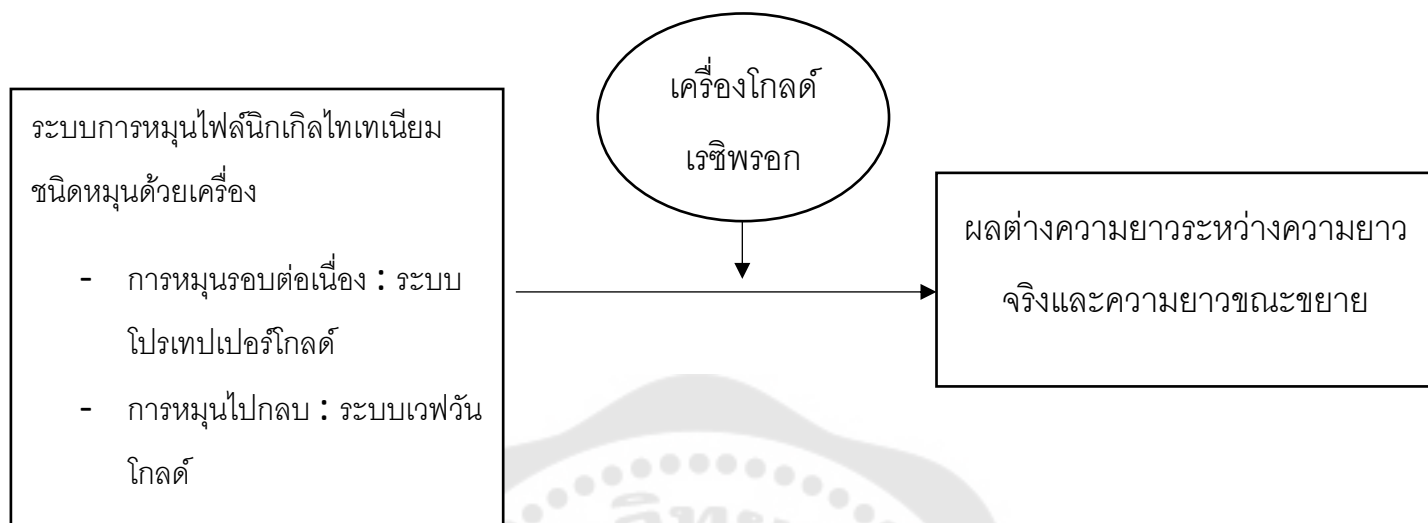 ระบบการหมุนไฟล์นิกเกิลไทเทเนียม
ชนิดหมุนด้วยเครื่อง
- การหมุนรอบต่อเนื่อง : ระบบ
โปรเทปเปอร์โกลด์
- การหมุนไปกลบ : ระบบเวฟวัน
โกลด์
เครื่องโกลด์
เรซิพรอก
ผลต่างความยาวระหว่างความยาว
จริงและความยาวขณะขยาย